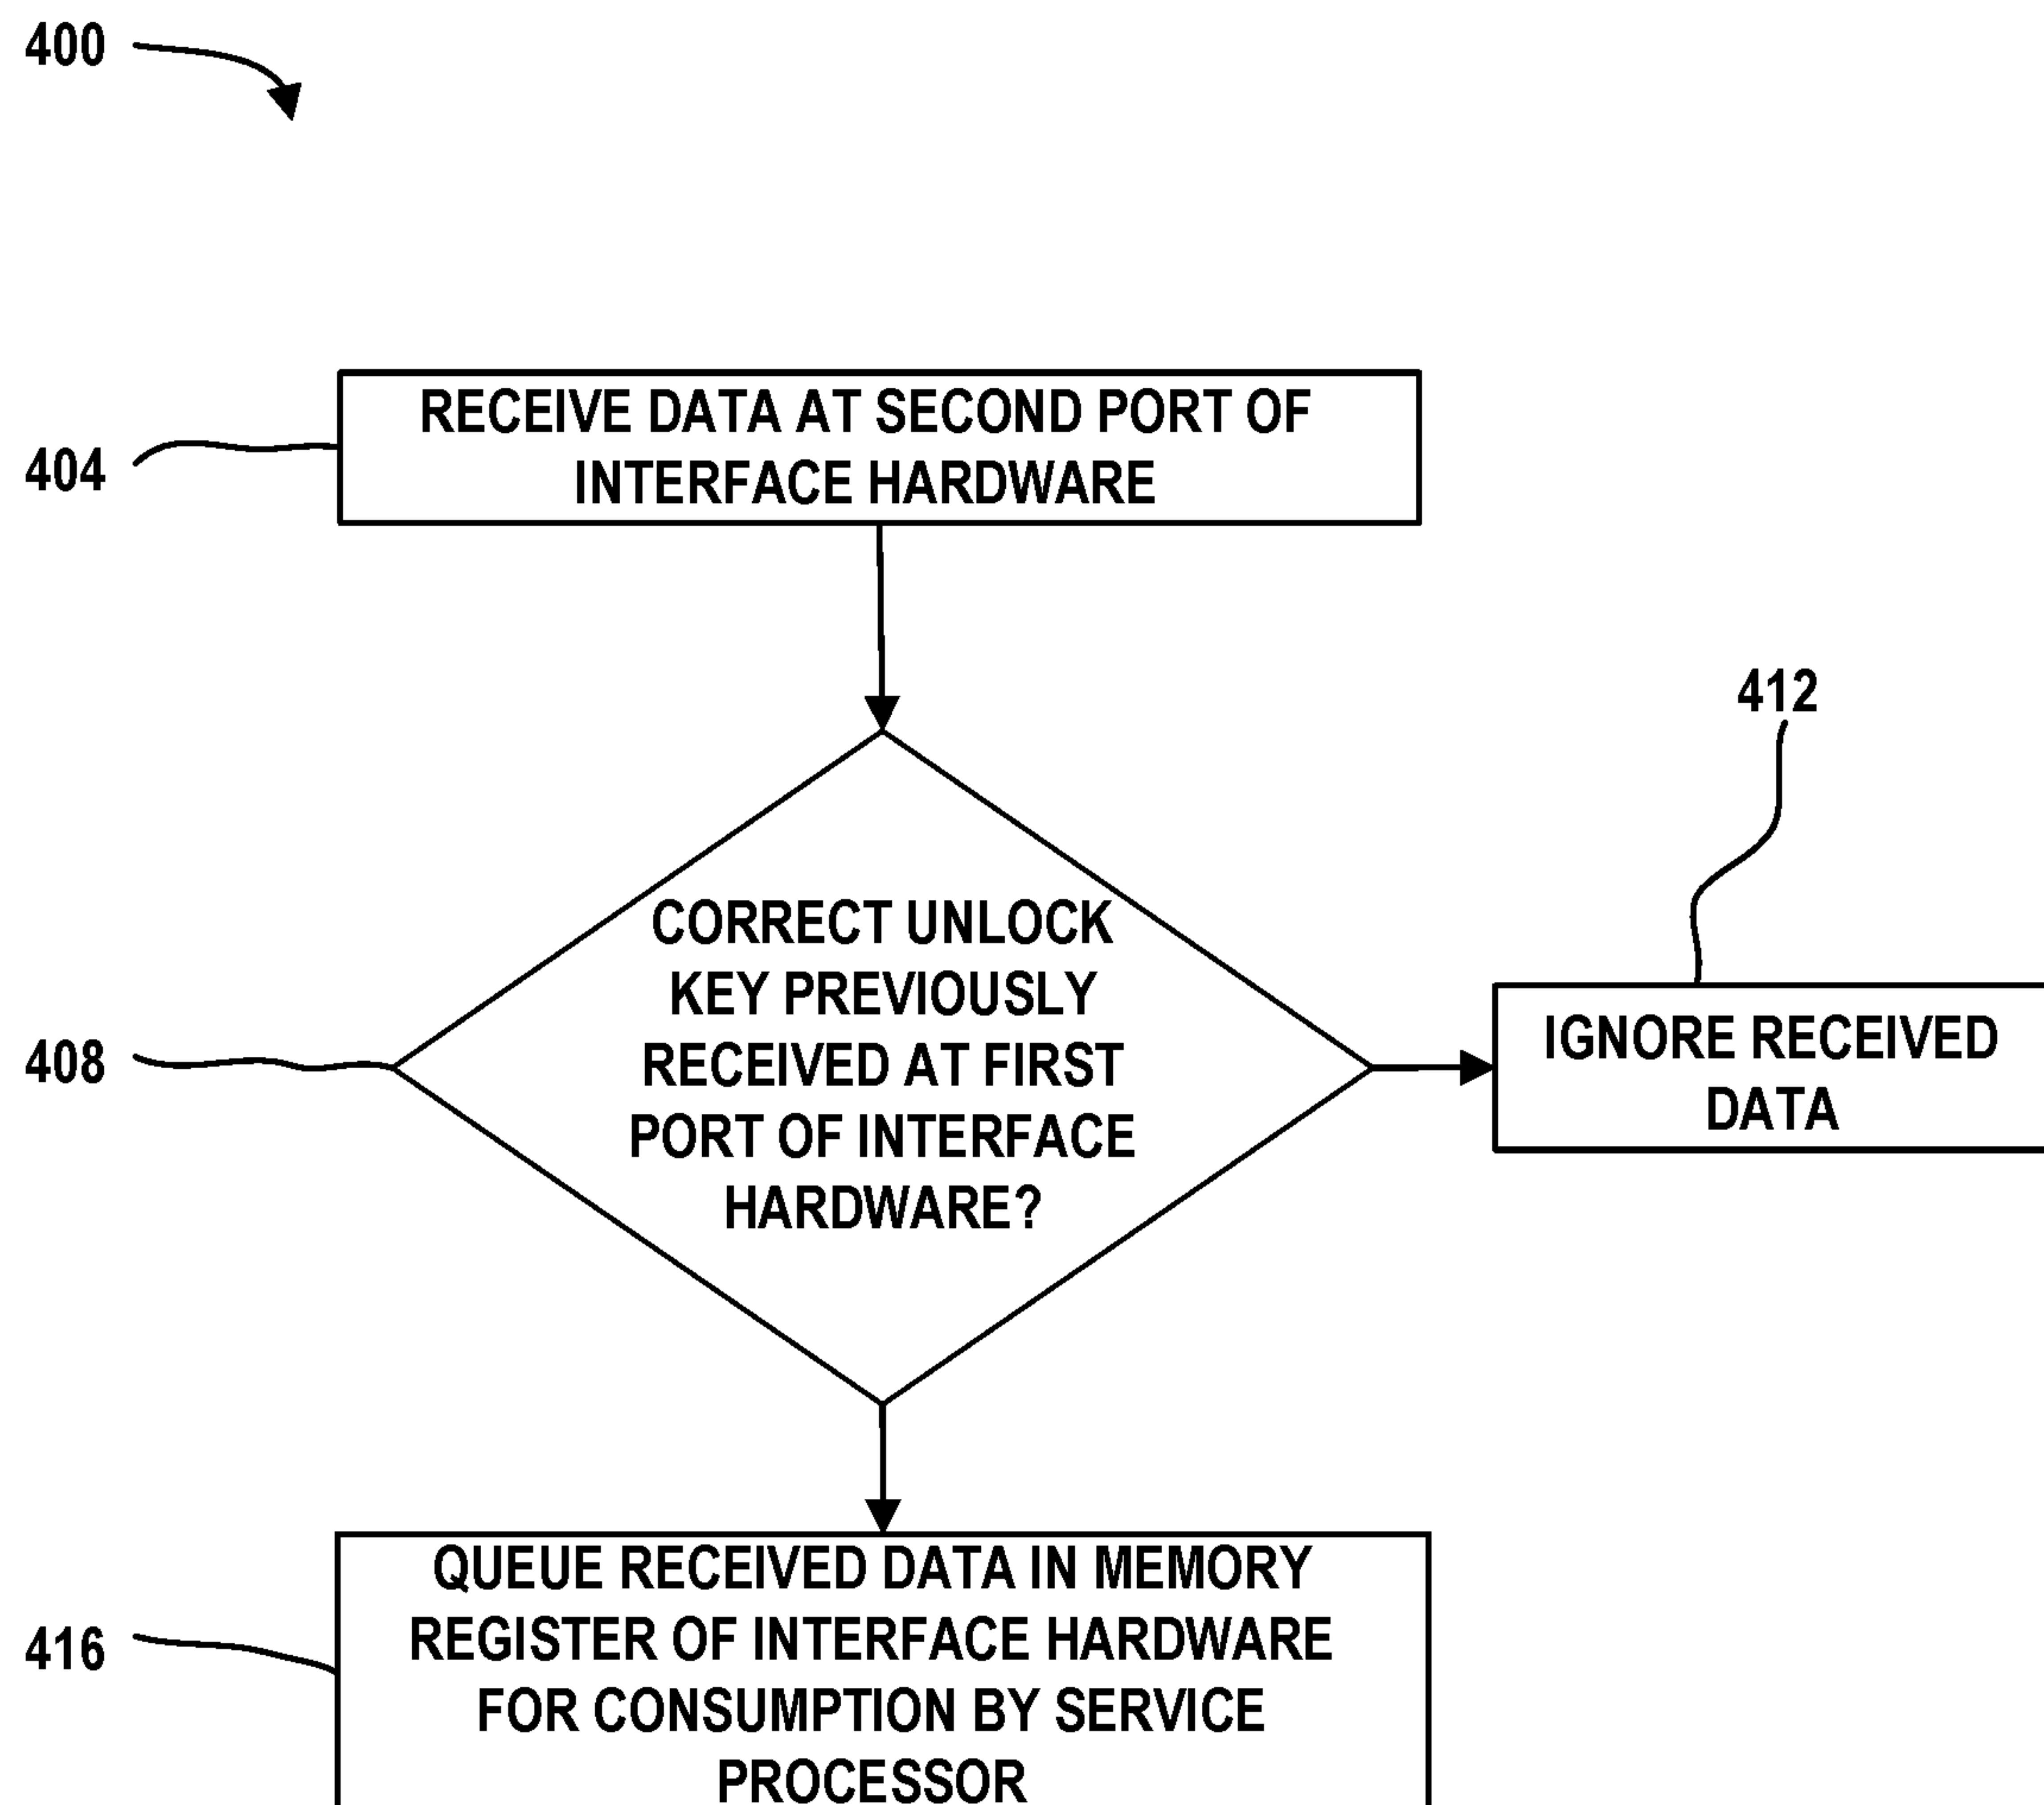 400
RECEIVE DATA AT SECOND PORT OF
INTERFACE HARDWARE
404
412
CORRECT UNLOCK
KEY PREVIOUSLY
RECEIVED AT FIRST
PORT OF INTERFACE
HARDWARE?
408
IGNORE RECEIVED
DATA
QUEUE RECEIVED DATA IN MEMORY
REGISTER OF INTERFACE HARDWARE
FOR CONSUMPTION BY SERVICE
PROCESSOR
416